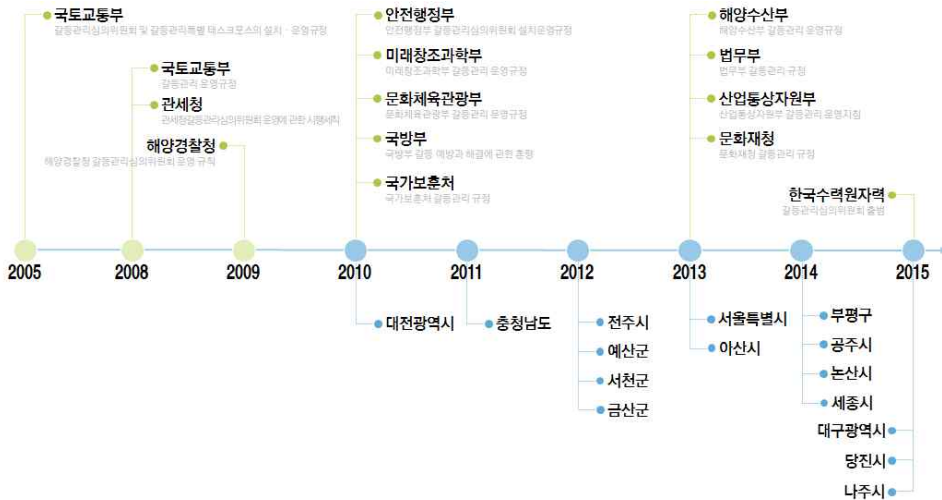 국토교통부
갈등관리심의위원회 및 갈등관리특별 태스크포스의 설치 · 운영규정
국토교통부
갈등관리 운영규정
관세청
관세청갈등관리심의위원회 운영에 관한 시행세칙
해양경찰청
해양경찰청 갈등관리심의위원회 운영 규칙
안전행정부
안전행정부 갈등관리심의위원회 설치운영규정
미래창조과학부
미래창조과학부 갈등관리 운영규정
문화체육관광부
문화체육관광부 갈등관리 운영규정
국방부
국방부 갈등 예방과 해결에 관한 훈령
국가보훈처
국가보훈처 갈등관리 규정
해양수산부
해양수산부 갈등관리 운영규정
법무부
법무부 갈등관리 규정
산업통상자원부
산업통상자원부 갈등관리 운영지침
문화재청
문화재청 갈등관리 규정
한국수력원자력
갈등관리심의위원회 출범
2005 2008 2009 2010 2011 2012 2013 2014 2015
대전광역시
충청남도
전주시
예산군
서천군
금산군
서울특별시
아산시
부평구
공주시
논산시
세종시
대구광역시
당진시
나주시